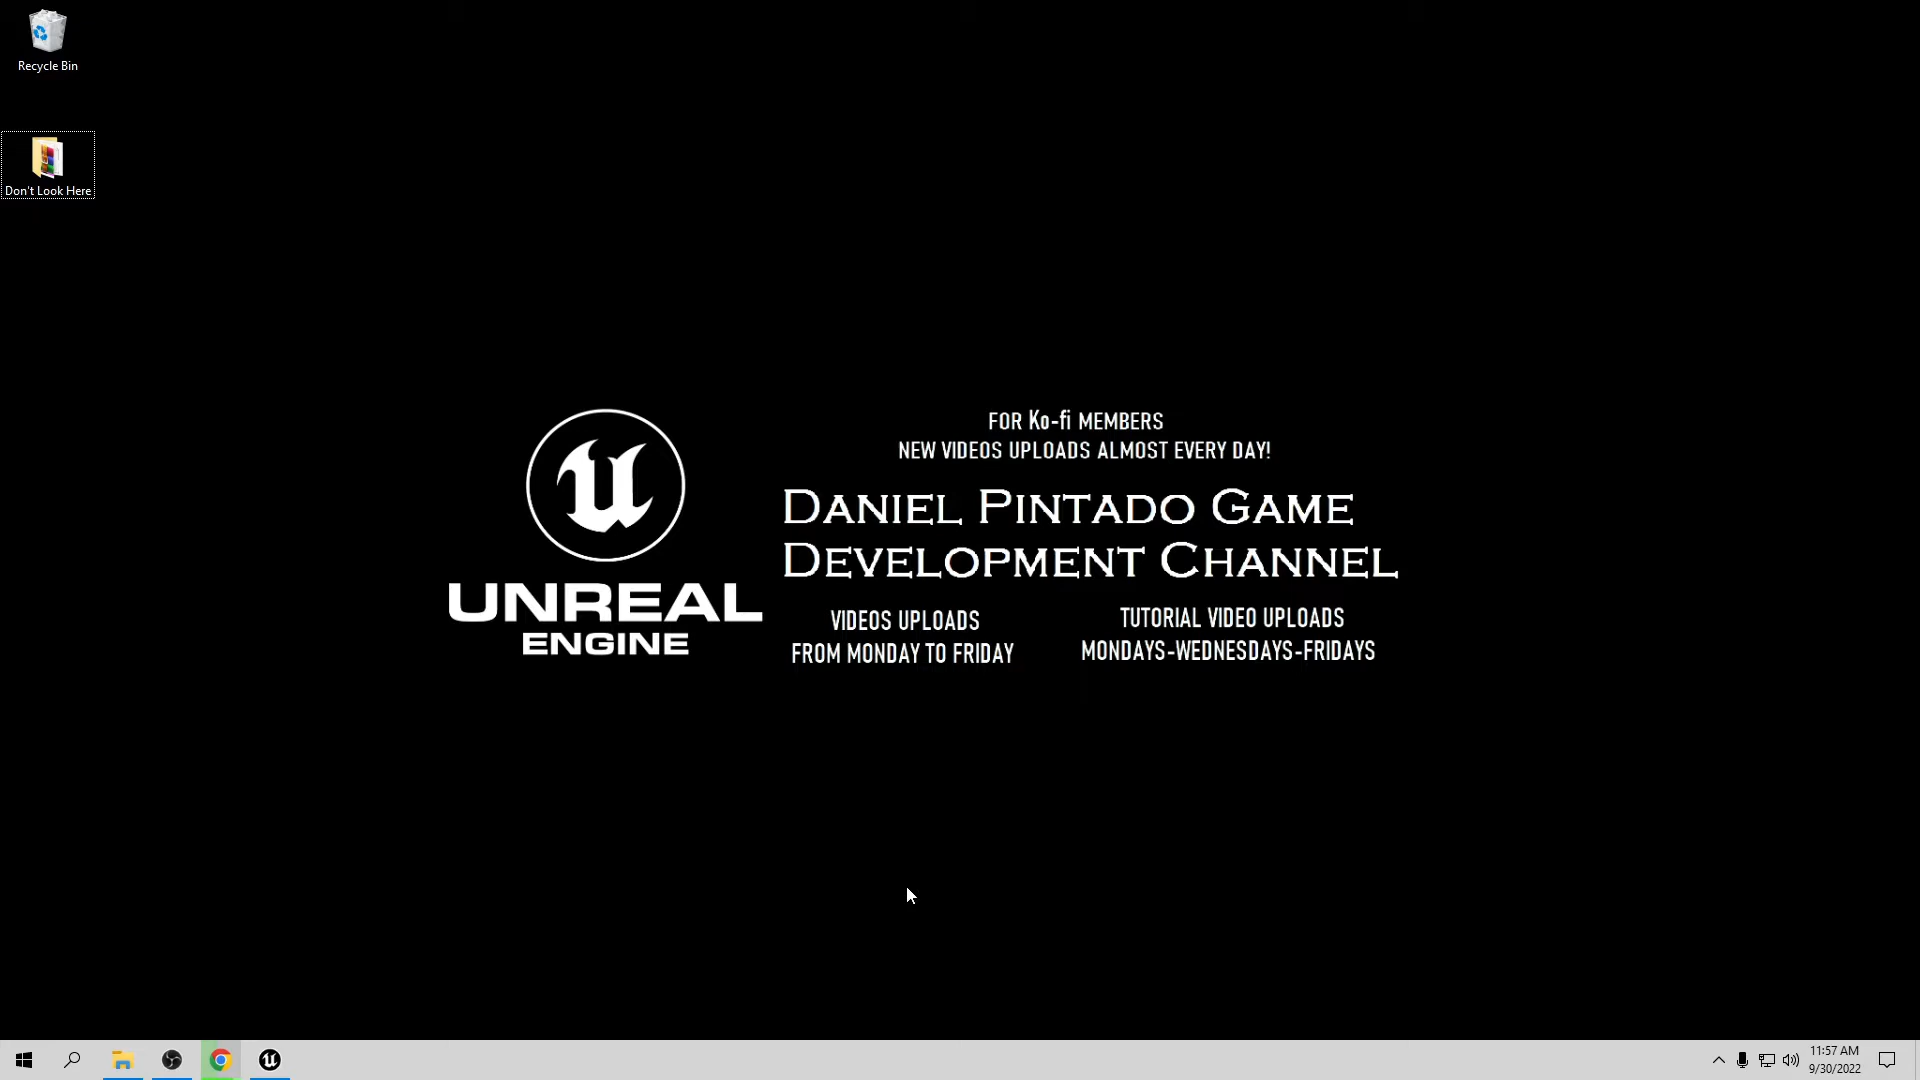 Recycle Bin
Don't Look Here
FOR Ko-fi MEMBERS
NEW VIDEOS UPLOADS ALMOST EVERY DAY!
DANIEL PINTADO GAME
DEVELOPMENT CHANNEL
UNREAL
ENGINE
VIDEOS UPLOADS
FROM MONDAY TO FRIDAY
TUTORIAL VIDEO UPLOADS
MONDAYS-WEDNESDAYS-FRIDAYS
11:57 AM
9/30/2022